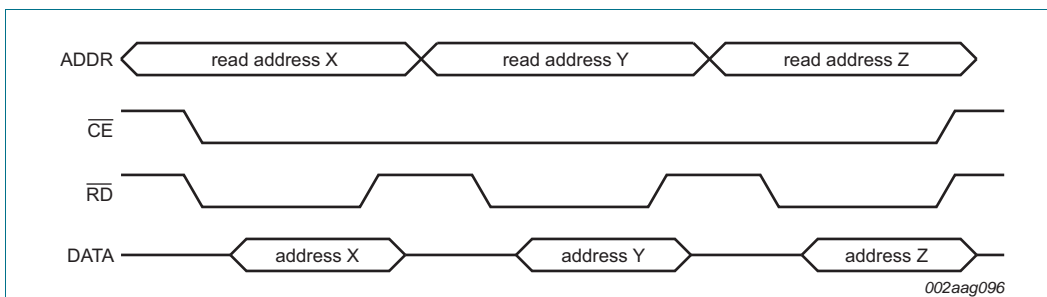 ADDR read address X read address Y read address Z
CE
RD
DATA address X address Y address Z
002aag096